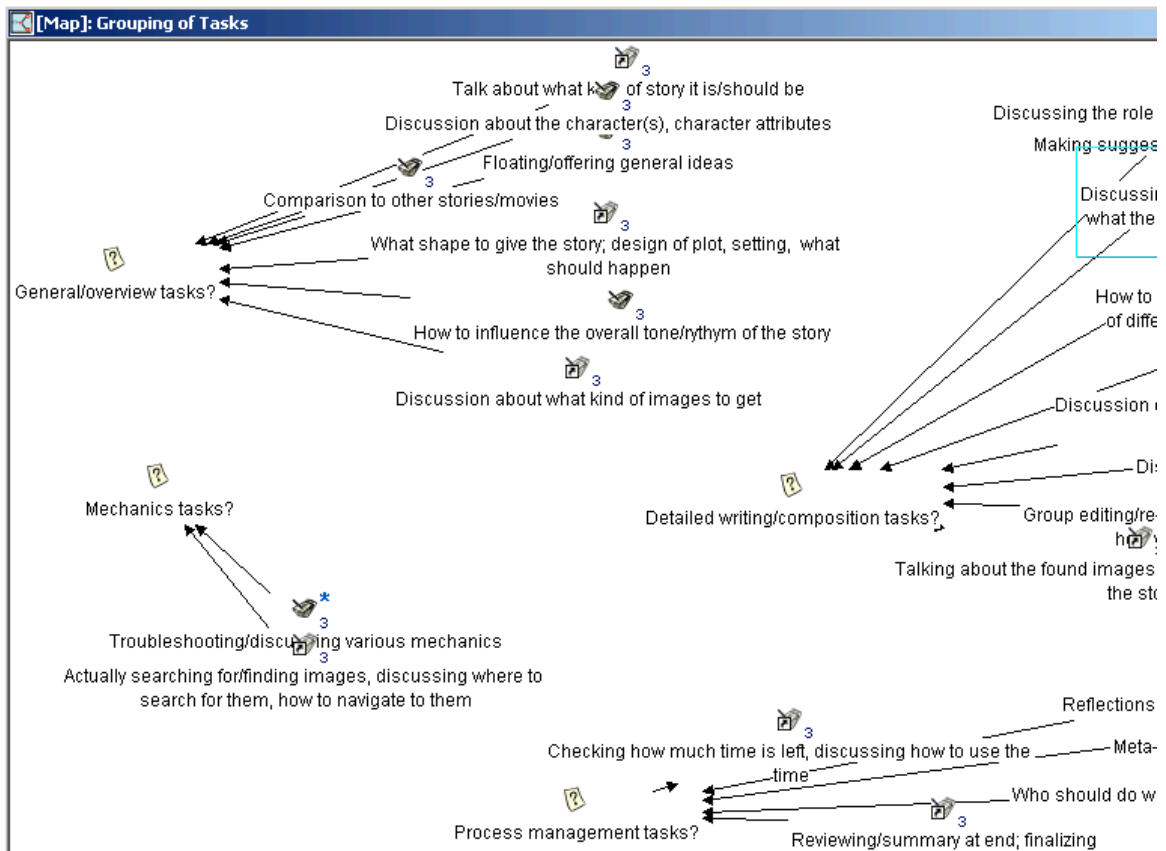 [Map]: Grouping of Tasks
3
Talk about what k of story it is/should be
3
Discussion about the character(s), character attributes
3
Floating/offering general ideas
3
Comparison to other stories/movies
3
What shape to give the story; design of plot, setting, what
should happen
General/overview tasks?
3
How to influence the overall tone/rythym of the story
3
Discussion about what kind of images to get
Discussing the role
Making sugges
Discussin
what the
How to
of diffe
Discussion
Dis
Group editing/re-
Detailed writing/composition tasks?
Talking about the found images
the sto
Mechanics tasks?
*
3
Troubleshooting/discussing various mechanics
3
Actually searching for/finding images, discussing where to
search for them, how to navigate to them
Reflections
3
Checking how much time is left, discussing how to use the
time
Meta-
Who should do w
Process management tasks?
3
Reviewing/summary at end; finalizing